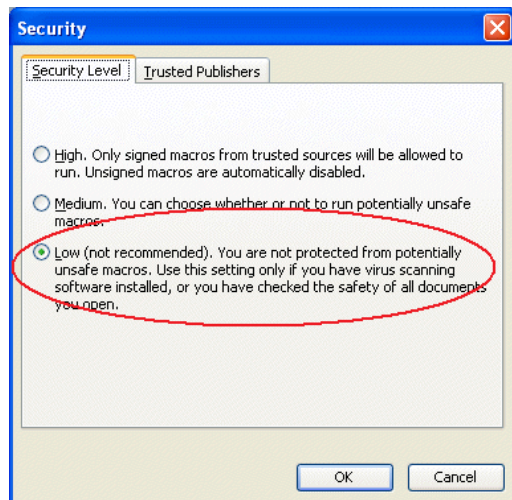 Security
Security Level Trusted Publishers
High. Only signed macros from trusted sources will be allowed to
run. Unsigned macros are automatically disabled.
Medium. You can choose whether or not to run potentially unsafe
macros.
Low (not recommended). You are not protected from potentially
unsafe macros. Use this setting only if you have virus scanning
software installed, or you have checked the safety of all documents
you open.
OK Cancel